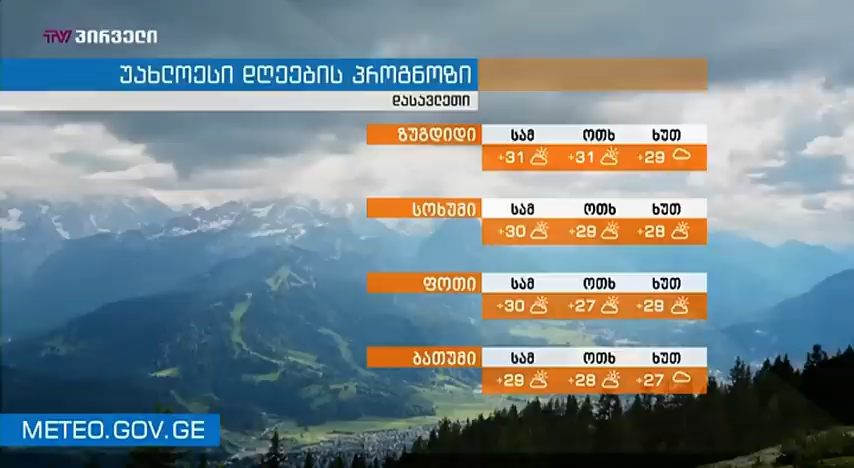 TV ᲞᲘᲠᲕᲔᲚᲘ
ᲣᲐᲮᲚᲝᲔᲡᲘ ᲓᲦᲔᲔᲑᲘᲡ ᲞᲠᲝᲒᲜᲝᲖᲘ
ᲓᲐᲡᲐᲕᲚᲔᲗᲘ
ᲖᲣᲒᲓᲘᲓᲘ ᲡᲐᲛ ᲝᲗᲮ ᲮᲣᲗ
+31 +31 +29
ᲡᲝᲮᲣᲛᲘ ᲡᲐᲛ ᲝᲗᲮ ᲮᲣᲗ
+30 +29 +28
ᲤᲝᲗᲘ ᲡᲐᲛ ᲝᲗᲮ ᲮᲣᲗ
+30 +27 +29
ᲑᲐᲗᲣᲛᲘ ᲡᲐᲛ ᲝᲗᲮ ᲮᲣᲗ
+29 +28 +27
METEO.GOV.GE